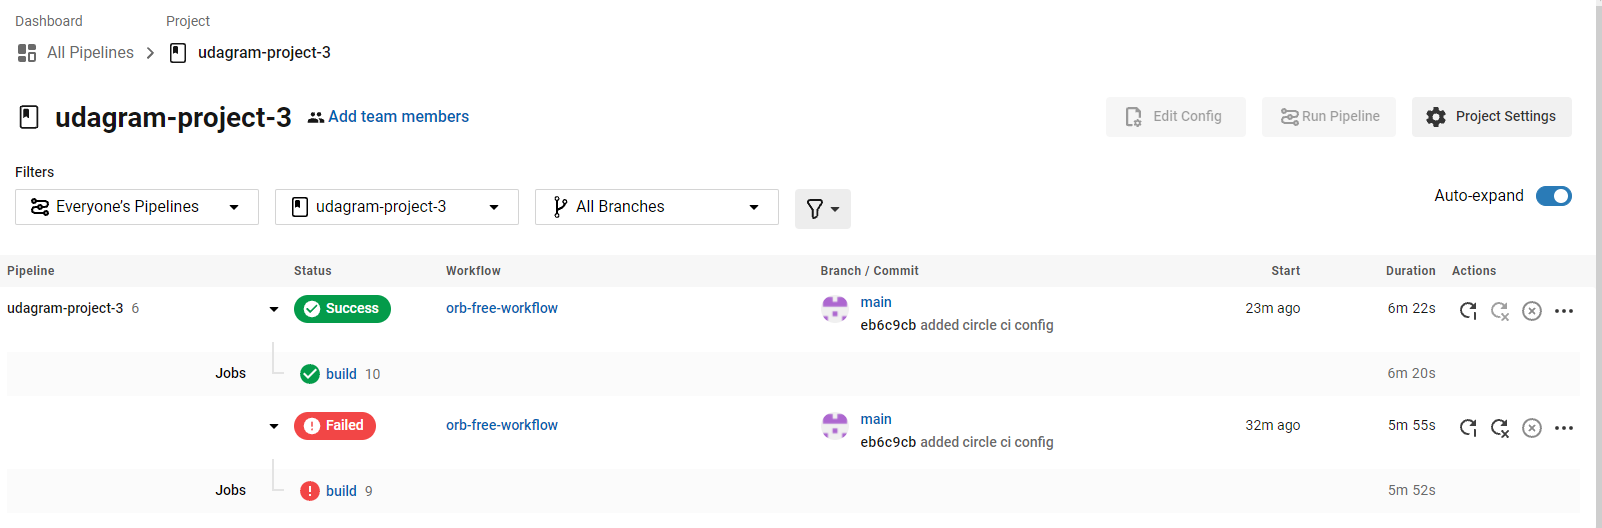 Dashboard Project
All Pipelines udagram-project-3
udagram-project-3 Add team members Edit Config Run Pipeline Project Settings
Filters
Everyone's Pipelines udagram-project-3 All Branches Auto-expand
Pipeline Status Workflow Branch / Commit Start Duration Actions
udagram-project-3 6 Success orb-free-workflow main 23m ago 6m 22s
eb6c9cb added circle ci config
Jobs build 10 6m 20s
Failed orb-free-workflow main 32m ago 5m 55s
eb6c9cb added circle ci config
Jobs build 9 5m 52s